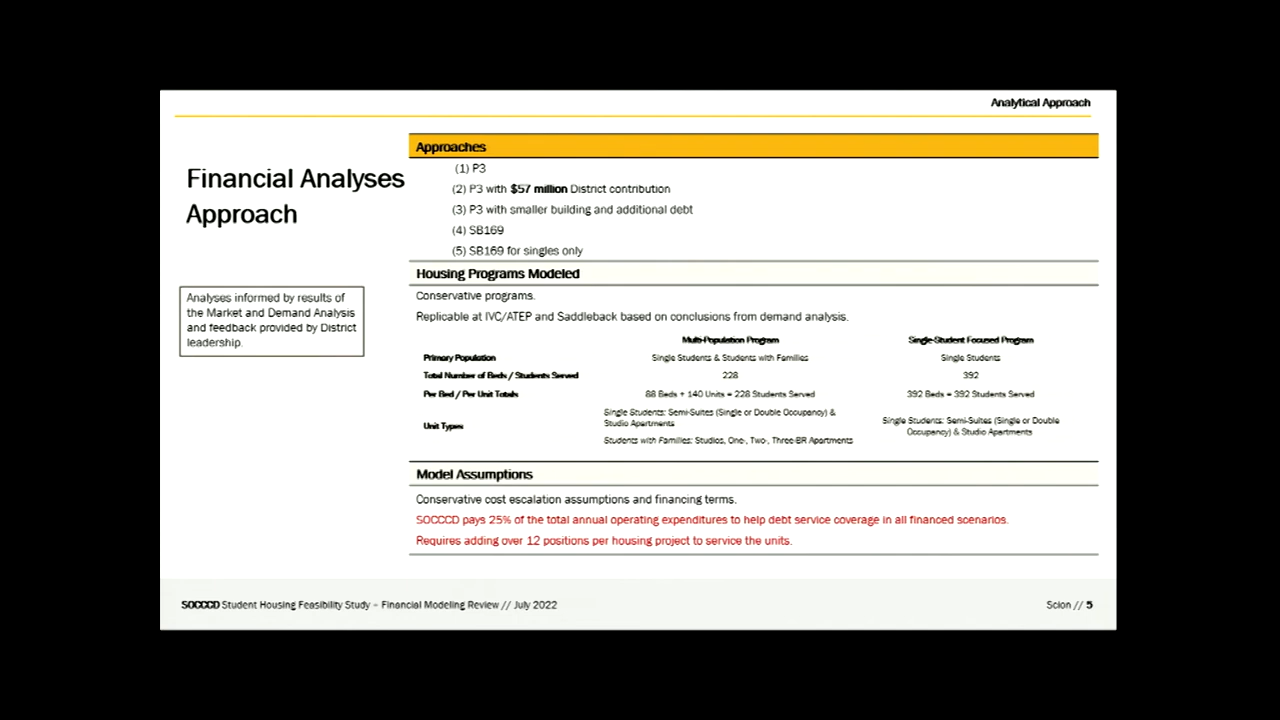 Analytical Approach
Financial Analyses
Approach
Analyses informed by results of
the Market and Demand Analysis
and feedback provided by District
leadership.
Approaches
(1) P3
(2) P3 with $57 million District contribution
(3) P3 with smaller building and additional debt
(4) SB169
(5) SB169 for singles only
Housing Programs Modeled
Conservative programs.
Replicable at IVC/ATEP and Saddleback based on conclusions from demand analysis.
Multi-Population Program Single-Student Focused Program
Primary Population Single Students & Students with Families Single Students
Total Number of Beds / Students Served 228 392
Per Bed / Per Unit Totals 88 Beds + 140 Units = 228 Students Served 392 Beds = 392 Students Served
Unit Types
Single Students: Semi-Suites (Single or Double Occupancy) &
Studio Apartments
Students with Families: Studios, One-, Two-, Three-BR Apartments
Single Students: Semi-Suites (Single or Double
Occupancy) & Studio Apartments
Model Assumptions
Conservative cost escalation assumptions and financing terms.
SOCCCD pays 25% of the total annual operating expenditures to help debt service coverage in all financed scenarios.
Requires adding over 12 positions per housing project to service the units.
SOCCCD Student Housing Feasibility Study – Financial Modeling Review // July 2022
Scion // 5